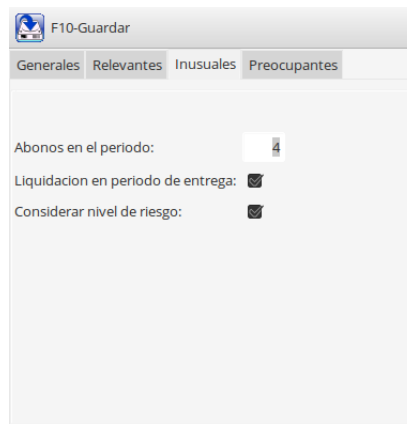 F10-Guardar
Generales Relevantes Inusuales Preocupantes
Abonos en el periodo: 4
Liquidacion en periodo de entrega:
Considerar nivel de riesgo: